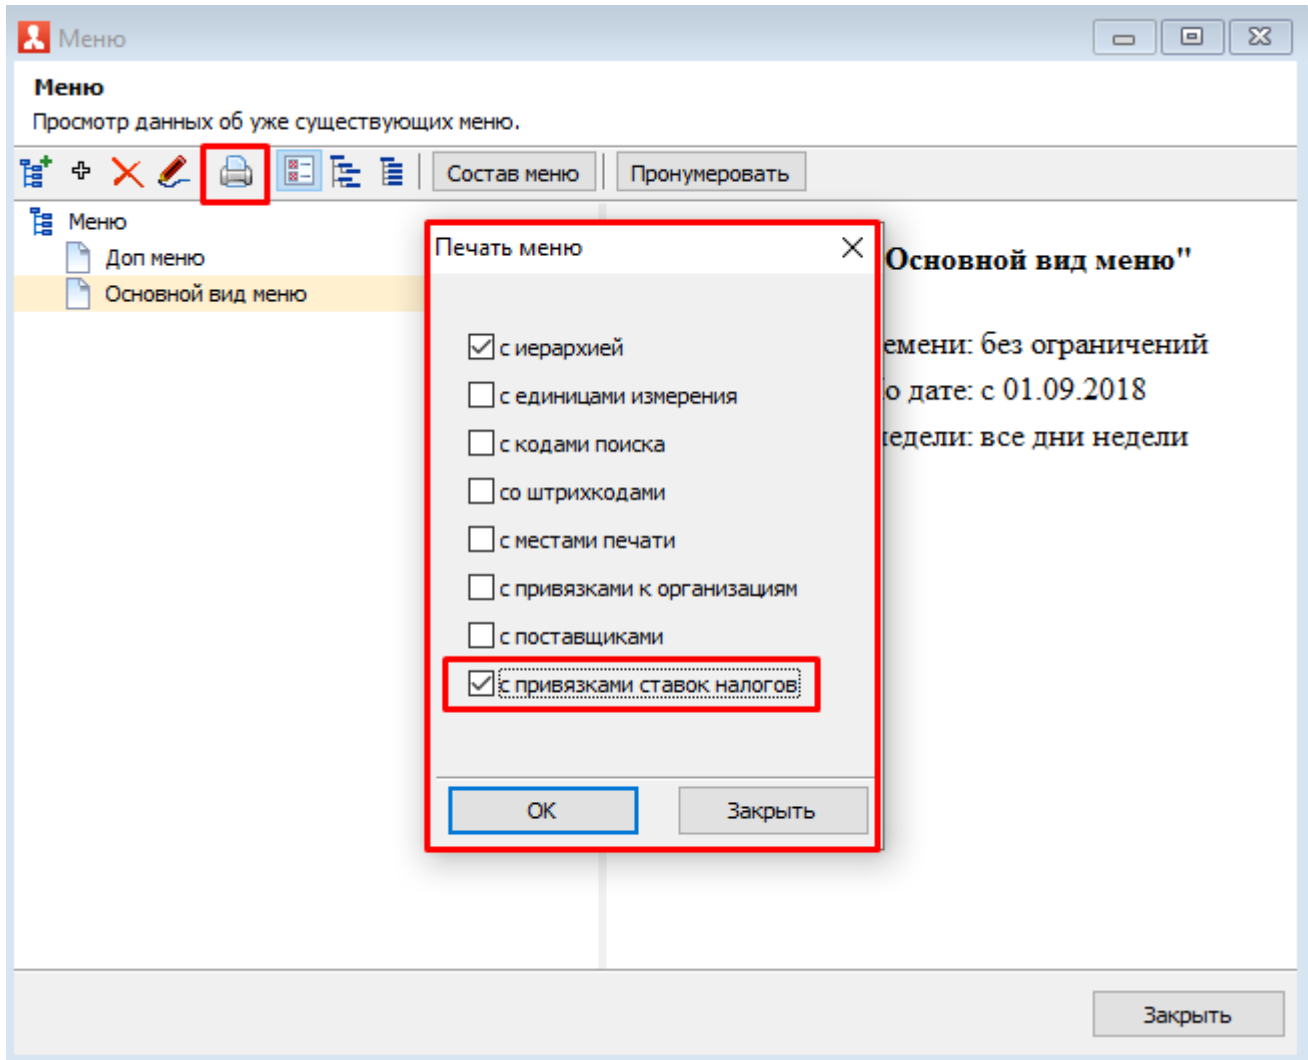 Меню
Меню
Просмотр данных об уже существующих меню.
Состав меню
Пронумеровать
Меню
Доп меню
Основной вид меню
Печать меню
с иерархией
с единицами измерения
с кодами поиска
со штрихкодами
с местами печати
с привязками к организациям
с поставщиками
с привязками ставок налогов
OK
Закрыть
Основной вид меню"
емени: без ограничений
о дате: с 01.09.2018
едели: все дни недели
Закрыть